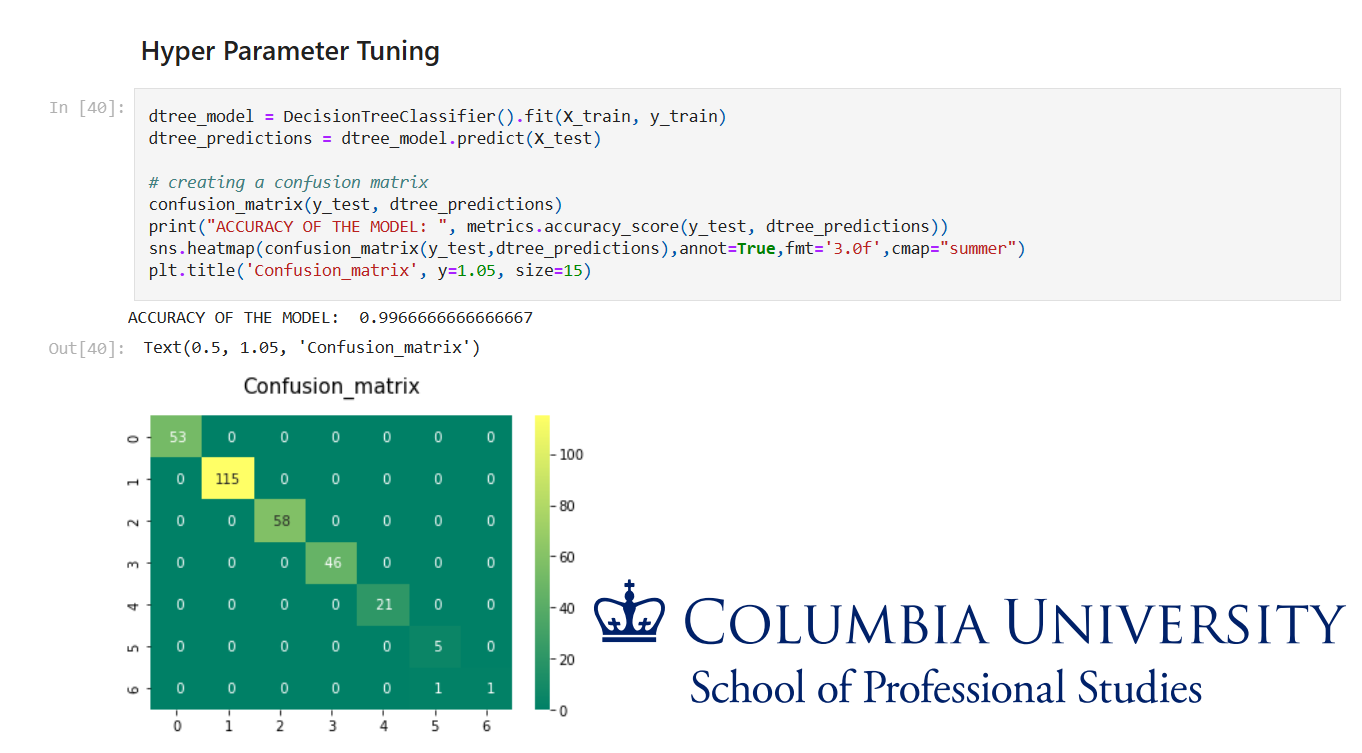 Hyper Parameter Tuning
In [40]:
dtree_model = DecisionTreeClassifier().fit(X_train, y_train)
dtree_predictions = dtree_model.predict(X_test)
# creating a confusion matrix
confusion_matrix(y_test, dtree_predictions)
print("ACCURACY OF THE MODEL: ", metrics.accuracy_score(y_test, dtree_predictions))
sns.heatmap(confusion_matrix(y_test,dtree_predictions),annot=True,fmt='3.0f',cmap="summer")
plt.title('Confusion_matrix', y=1.05, size=15)
ACCURACY OF THE MODEL:  0.9966666666666667
Out[40]: Text(0.5, 1.05, 'Confusion_matrix')
Confusion_matrix
0 53 0 0 0 0 0 0
1 0 115 0 0 0 0 0
2 0 0 58 0 0 0 0
3 0 0 0 46 0 0 0
4 0 0 0 0 21 0 0
5 0 0 0 0 0 5 0
6 0 0 0 0 0 1 1
0 1 2 3 4 5 6
100
80
60
40
20
0
COLUMBIA UNIVERSITY
School of Professional Studies